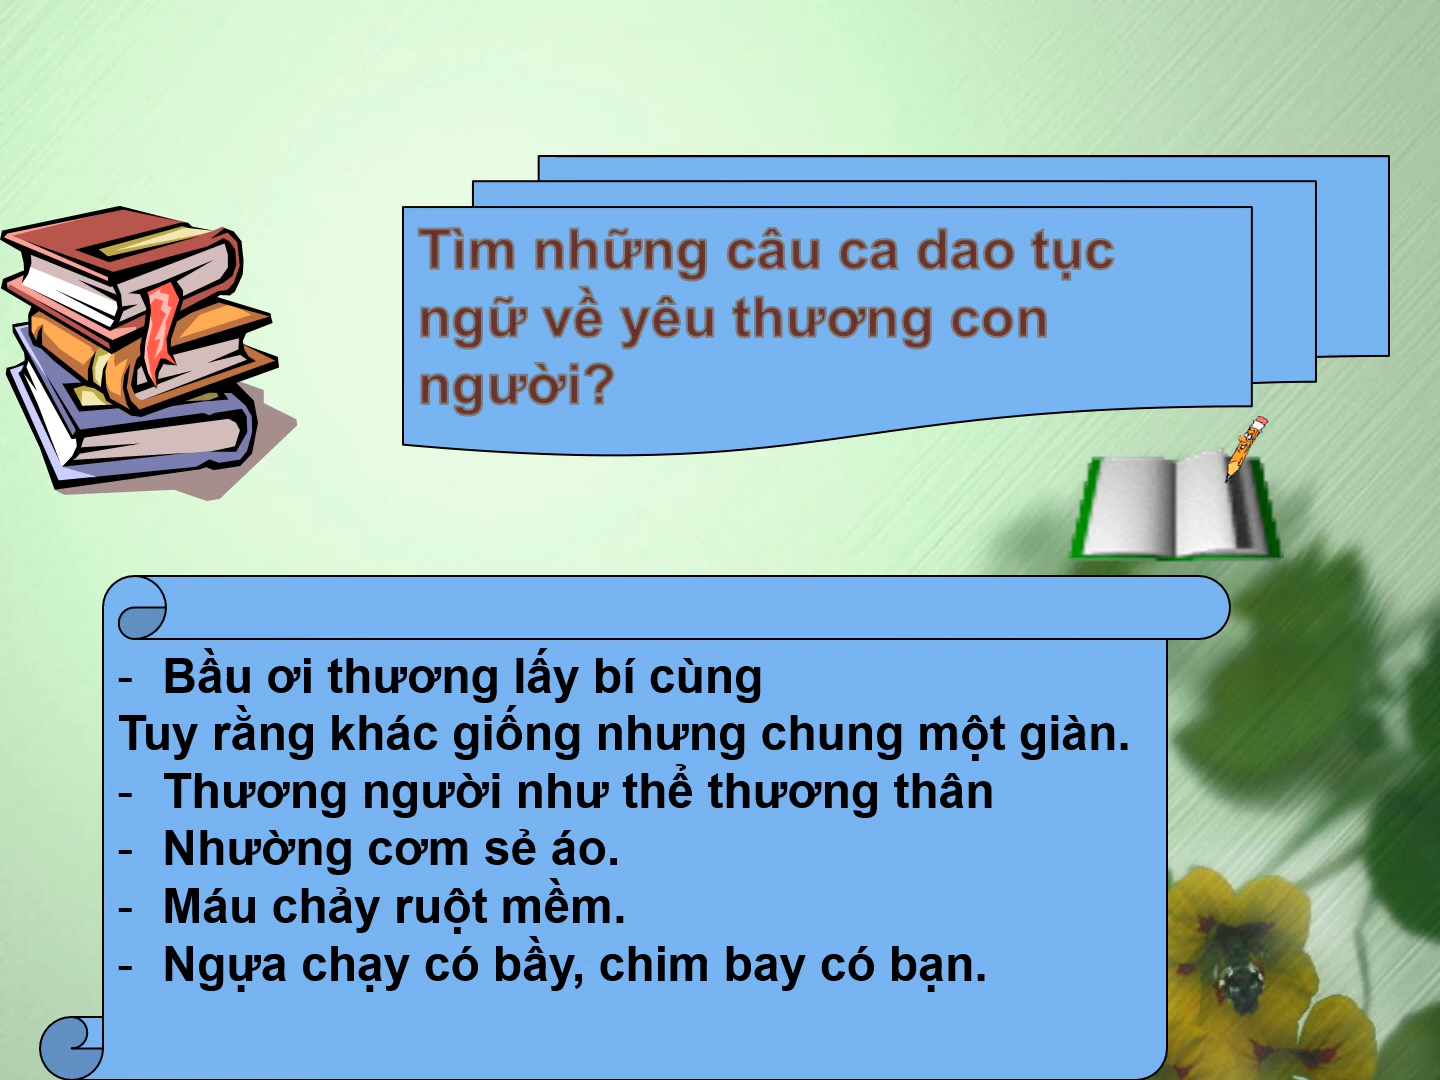 Tìm những câu ca dao tục
ngữ về yêu thương con
người?
- Bầu ơi thương lấy bí cùng
Tuy rằng khác giống nhưng chung một giàn.
- Thương người như thể thương thân
- Nhường cơm sẻ áo.
- Máu chảy ruột mềm.
- Ngựa chạy có bầy, chim bay có bạn.